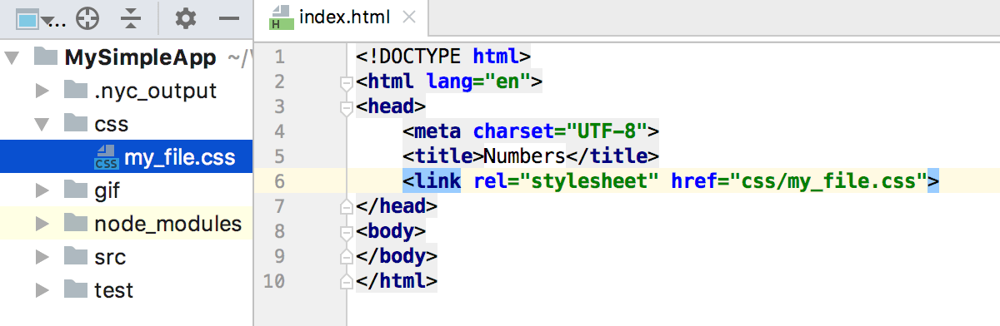 ...
index.html
MySimpleApp ~/
.nyc_output
css
CSS my_file.css
gif
node_modules
src
test
H
1 <!DOCTYPE html>
2 <html lang="en">
3 <head>
4 <meta charset="UTF-8">
5 <title>Numbers</title>
6 <link rel="stylesheet" href="css/my_file.css">
7 </head>
8 <body>
9 </body>
10 </html>